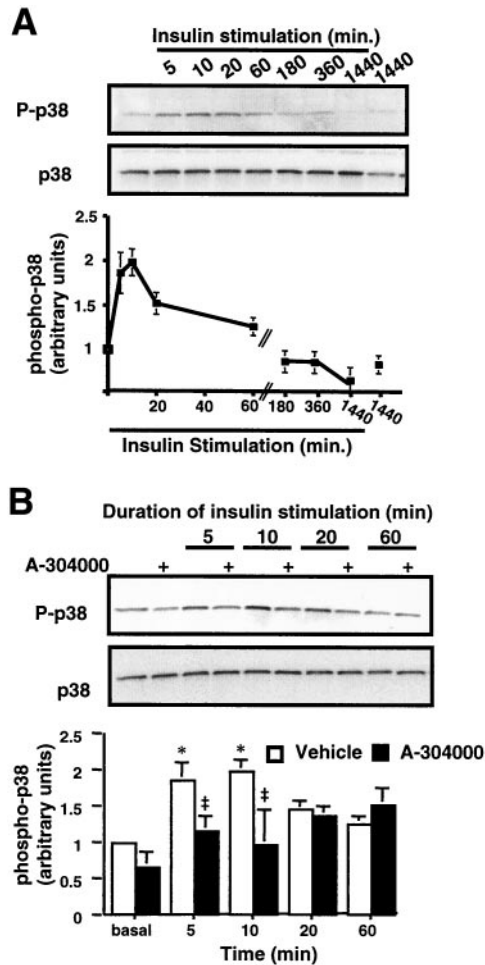 A
Insulin stimulation (min.)
5 10 20 60 180 360 1440 1440
P-p38
p38
phospho-p38
(arbitrary units)
2.5
2
1.5
1
20 40 60 180 360 1440 1440
Insulin Stimulation (min.)
B
Duration of insulin stimulation (min)
5 10 20 60
A-304000 + + + + +
P-p38
p38
phospho-p38
(arbitrary units)
2.5
2
1.5
1
0.5
0
* * ‡ ‡
Vehicle A-304000
basal 5 10 20 60
Time (min)